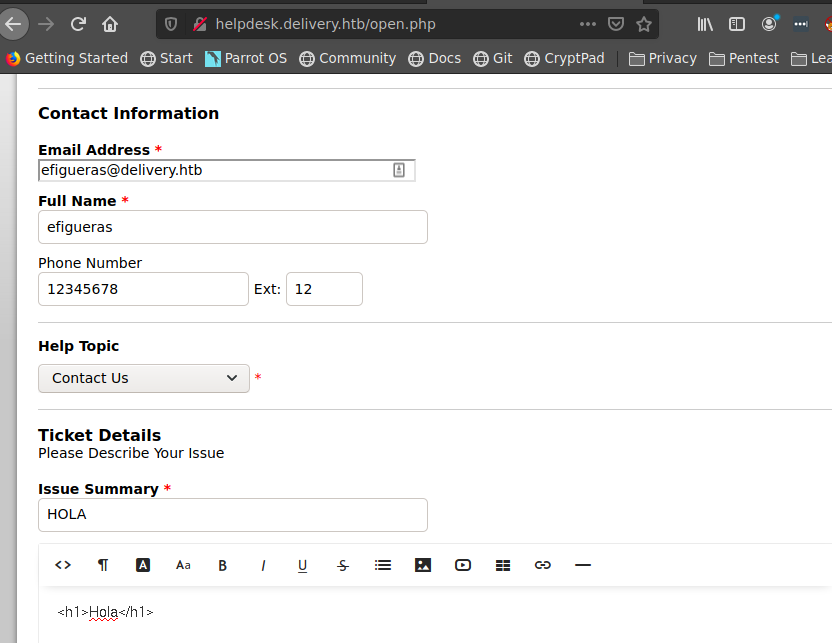 helpdesk.delivery.htb/open.php
Getting Started Start Parrot OS Community Docs Git CryptPad Privacy Pentest Lea
Contact Information
Email Address *
efigueras@delivery.htb
Full Name *
efigueras
Phone Number
12345678 Ext: 12
Help Topic
Contact Us *
Ticket Details
Please Describe Your Issue
Issue Summary *
HOLA
<> ¶ A Aa B I U S
<h1>Hola</h1>